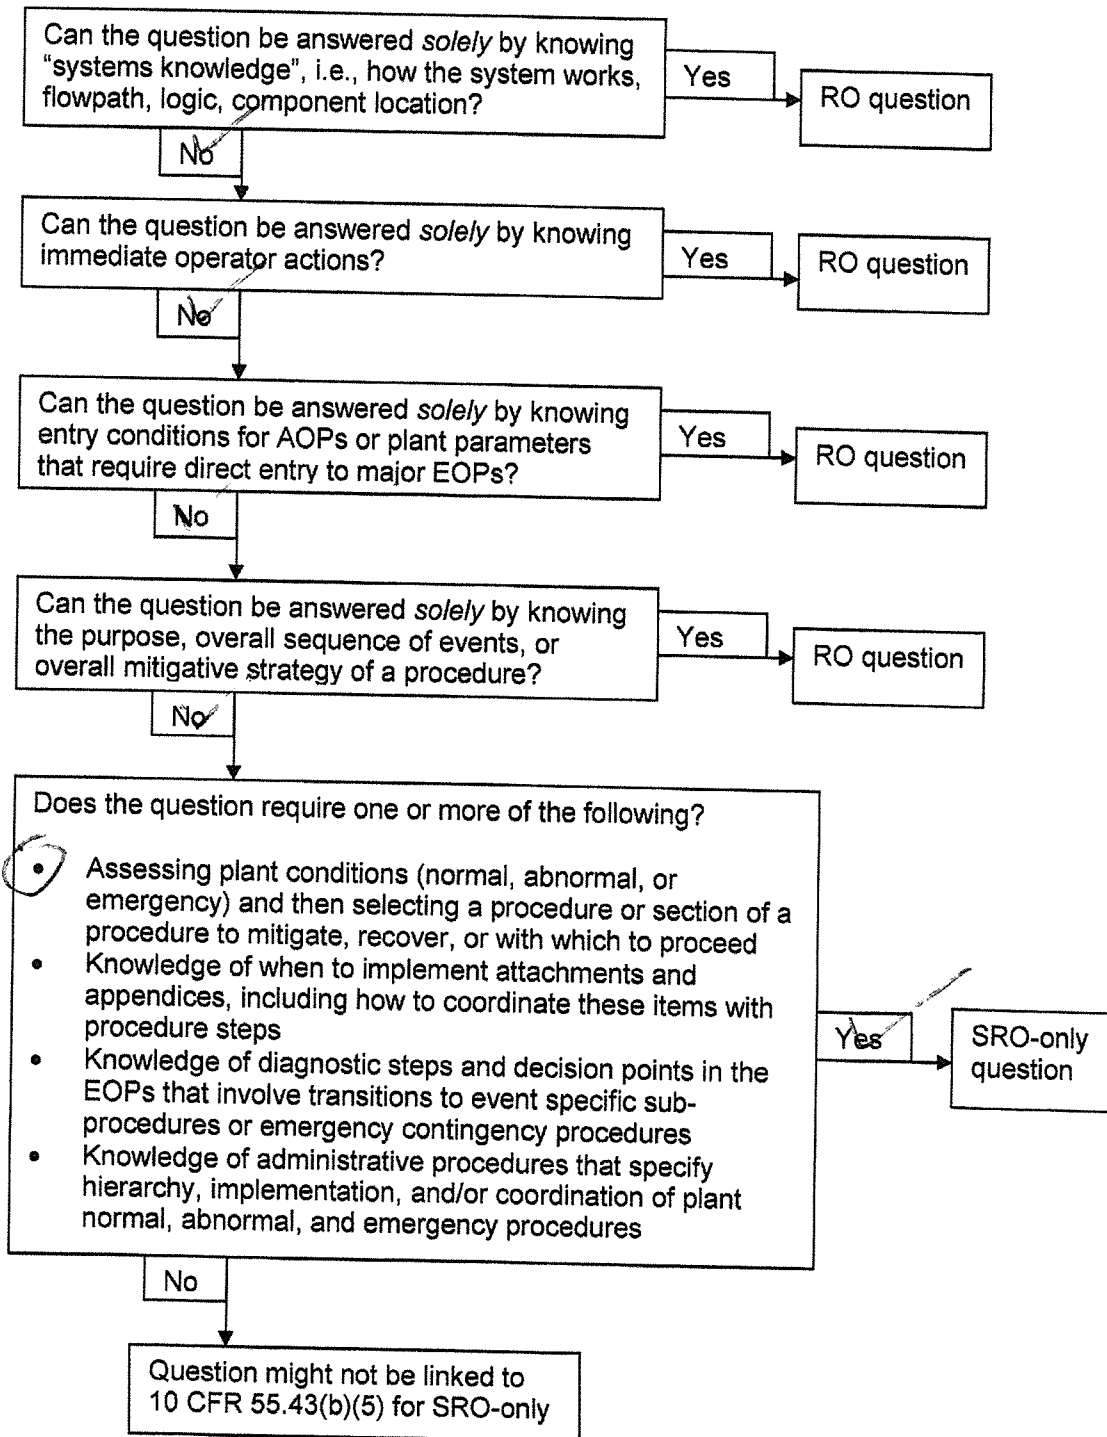 Can the question be answered solely by knowing
“systems knowledge”, i.e., how the system works,
flowpath, logic, component location?
Yes
RO question
No
Can the question be answered solely by knowing
immediate operator actions?
Yes
RO question
No
Can the question be answered solely by knowing
entry conditions for AOPs or plant parameters
that require direct entry to major EOPs?
Yes
RO question
No
Can the question be answered solely by knowing
the purpose, overall sequence of events, or
overall mitigative strategy of a procedure?
Yes
RO question
No
Does the question require one or more of the following?
• Assessing plant conditions (normal, abnormal, or
emergency) and then selecting a procedure or section of a
procedure to mitigate, recover, or with which to proceed
• Knowledge of when to implement attachments and
appendices, including how to coordinate these items with
procedure steps
• Knowledge of diagnostic steps and decision points in the
EOPs that involve transitions to event specific sub-
procedures or emergency contingency procedures
• Knowledge of administrative procedures that specify
hierarchy, implementation, and/or coordination of plant
normal, abnormal, and emergency procedures
Yes
SRO-only
question
No
Question might not be linked to
10 CFR 55.43(b)(5) for SRO-only